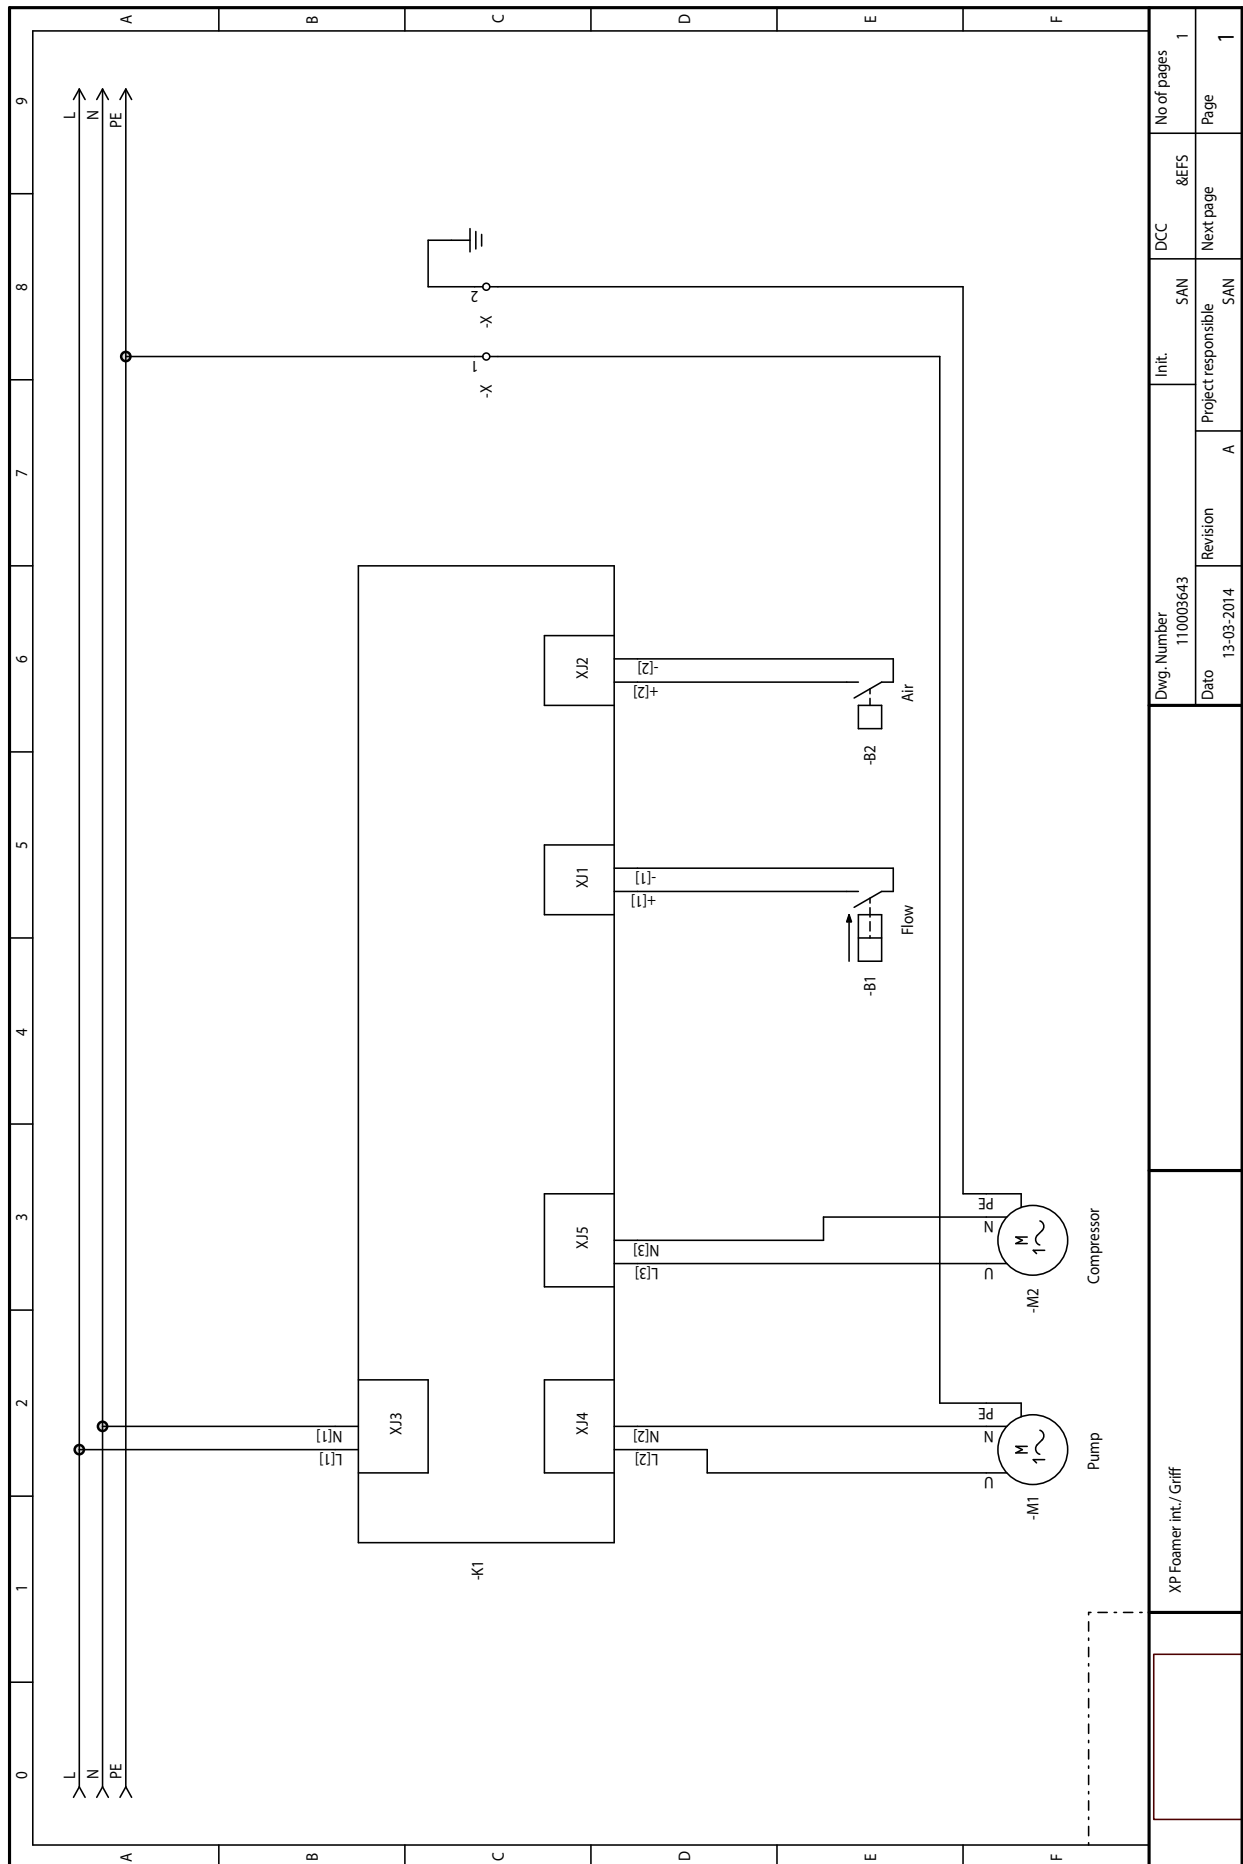 0 1 2 3 4 5 6 7 8 9
A
A
L
L
N
N
PE
PE
B
B
L[1]
N[1]
XJ3
C
C
-K1
-X
1
-X
2
XJ4
XJ5
XJ1
XJ2
D
D
L[2]
N[2]
L[3]
N[3]
+[1]
-[1]
+[2]
-[2]
E
E
-B1
Flow
-B2
Air
U
N
PE
U
N
PE
-M1
M
1
-M2
M
1
F
F
Pump
Compressor
XP Foamer int./ Griff
Dwg. Number
110003643
Init.
SAN
DCC
&EFS
No of pages
1
Dato
13-03-2014
Revision
A
Project responsible
SAN
Next page
Page
1